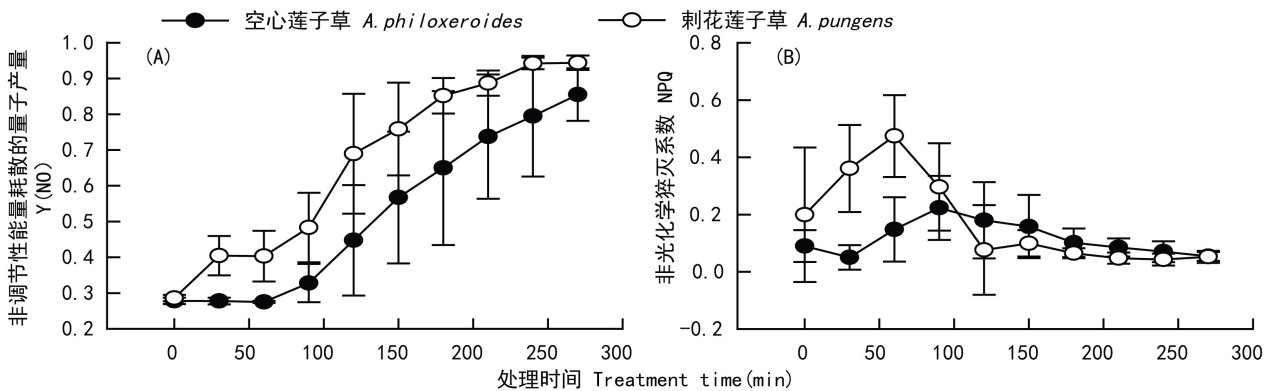 空心莲子草 A.philoxeroides
刺花莲子草 A.pungens
非调节性能量耗散的量子产量
Y(NO)
(A)
1.0
0.9
0.8
0.7
0.6
0.5
0.4
0.3
0.2
0 50 100 150 200 250 300
非光化学猝灭系数 NPQ
(B)
0.8
0.6
0.4
0.2
0.0
-0.2
0 50 100 150 200 250 300
处理时间 Treatment time(min)